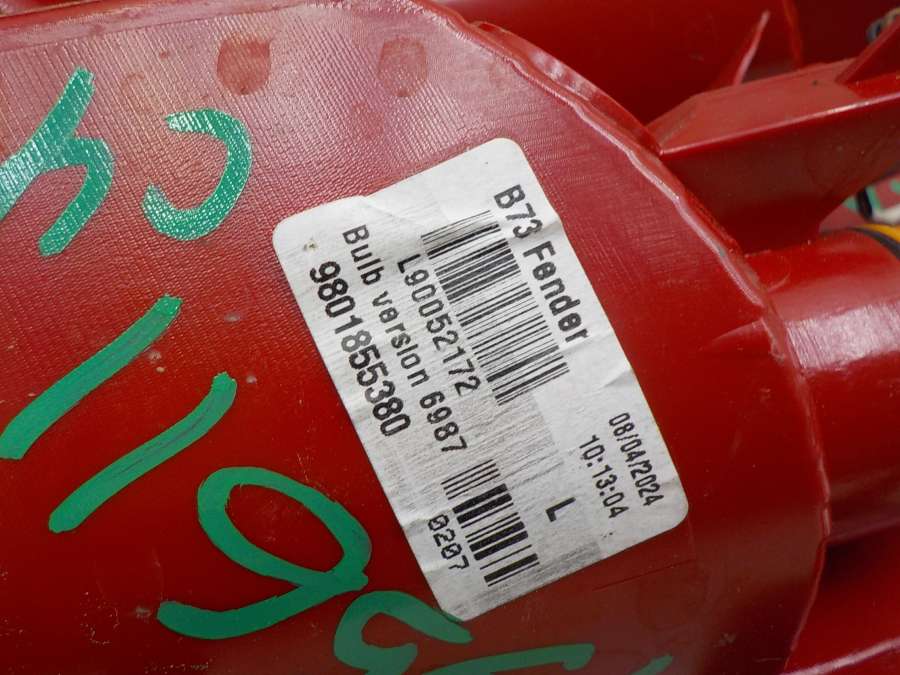 B73 Fender
L90052172
Bulb version 6987
9801855380
08/04/2024
10:13:04
L
0207